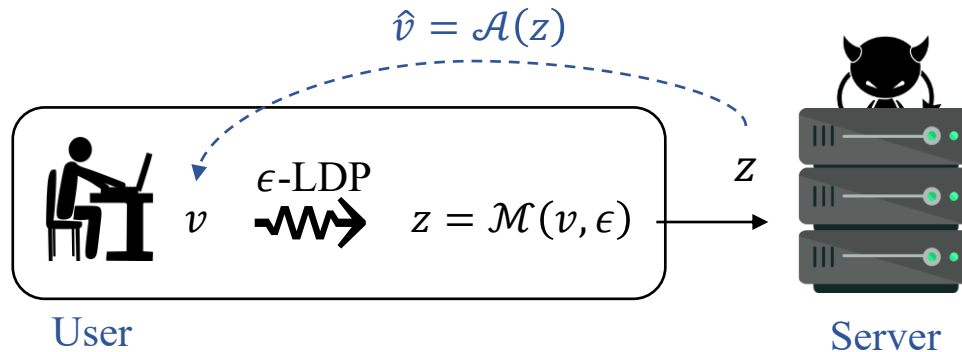 v̂ = 𝒜(z)
ϵ-LDP
z
v
z = ℳ(v, ϵ)
User
Server